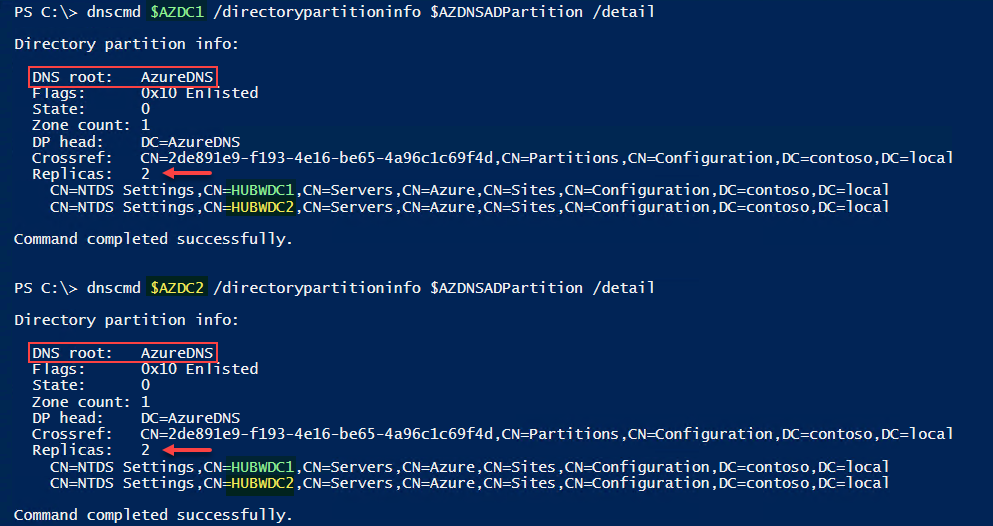 PS C:\> dnscmd $AZDC1 /directorypartitioninfo $AZDNSADPartition /detail
Directory partition info:
DNS root:   AzureDNS
Flags:      0x10 Enlisted
State:      0
Zone count: 1
DP head:    DC=AzureDNS
Crossref:   CN=2de891e9-f193-4e16-be65-4a96c1c69f4d,CN=Partitions,CN=Configuration,DC=contoso,DC=local
Replicas:   2
CN=NTDS Settings,CN=HUBWDC1,CN=Servers,CN=Azure,CN=Sites,CN=Configuration,DC=contoso,DC=local
CN=NTDS Settings,CN=HUBWDC2,CN=Servers,CN=Azure,CN=Sites,CN=Configuration,DC=contoso,DC=local
Command completed successfully.
PS C:\> dnscmd $AZDC2 /directorypartitioninfo $AZDNSADPartition /detail
Directory partition info:
DNS root:   AzureDNS
Flags:      0x10 Enlisted
State:      0
Zone count: 1
DP head:    DC=AzureDNS
Crossref:   CN=2de891e9-f193-4e16-be65-4a96c1c69f4d,CN=Partitions,CN=Configuration,DC=contoso,DC=local
Replicas:   2
CN=NTDS Settings,CN=HUBWDC1,CN=Servers,CN=Azure,CN=Sites,CN=Configuration,DC=contoso,DC=local
CN=NTDS Settings,CN=HUBWDC2,CN=Servers,CN=Azure,CN=Sites,CN=Configuration,DC=contoso,DC=local
Command completed successfully.